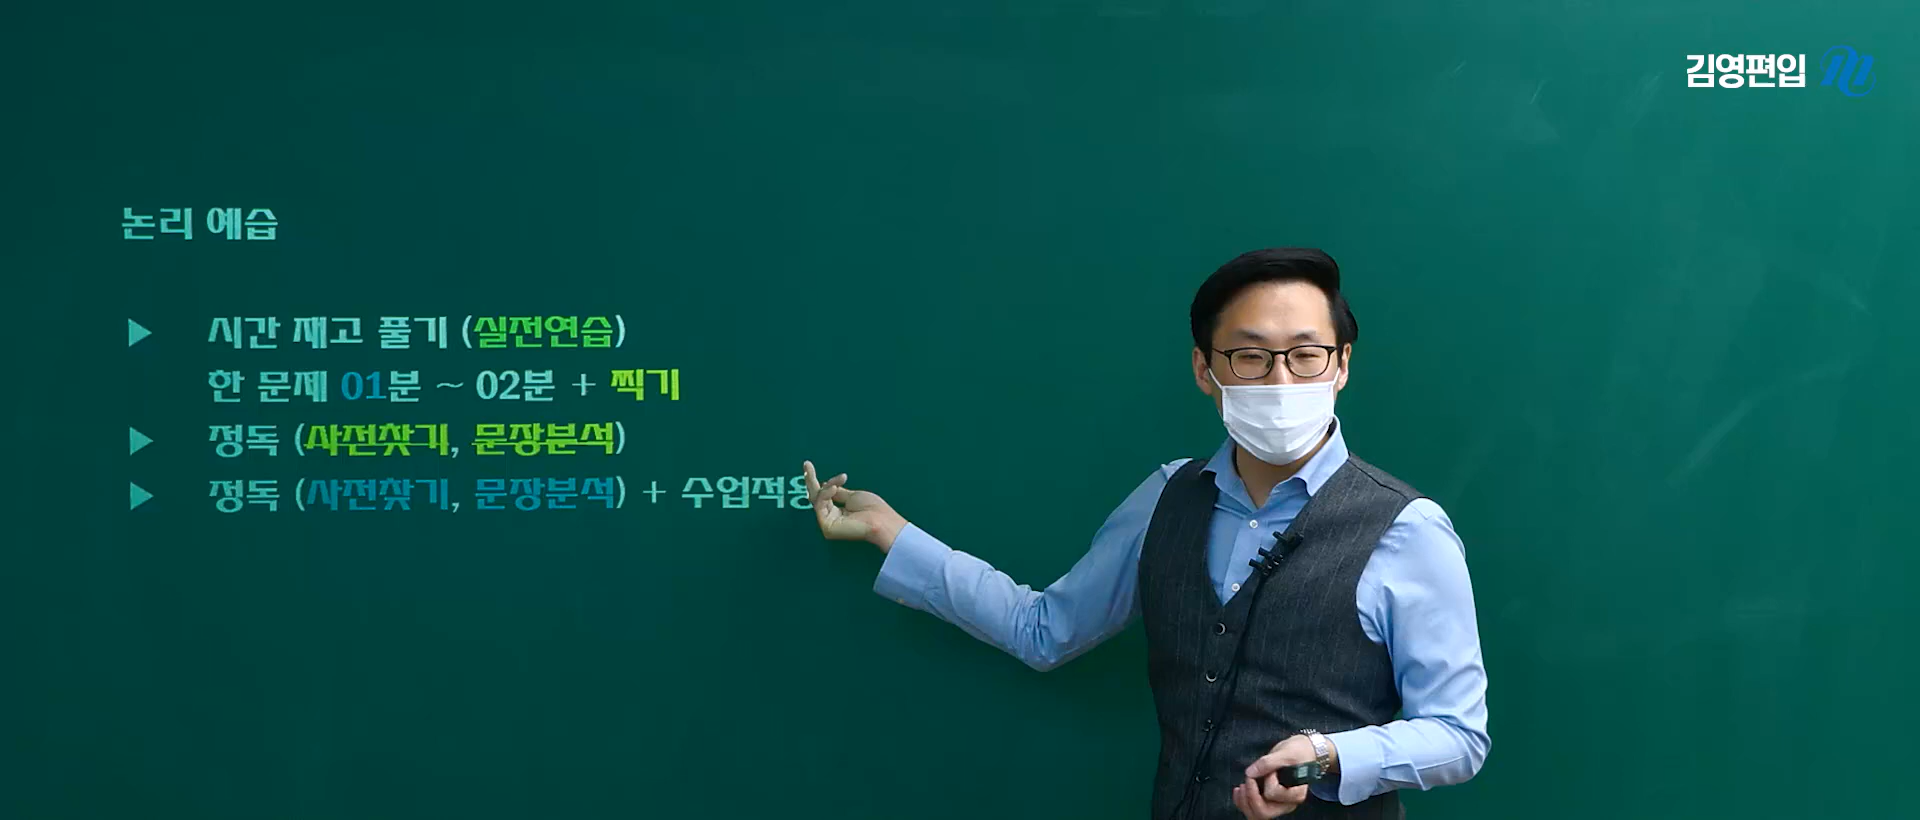 김영편입
논리 예습
▶ 시간 재고 풀기 (실전연습)
한 문제 01분 ~ 02분 + 찍기
▶ 정독 (사전찾기, 문장분석)
▶ 정독 (사전찾기, 문장분석) + 수업적용